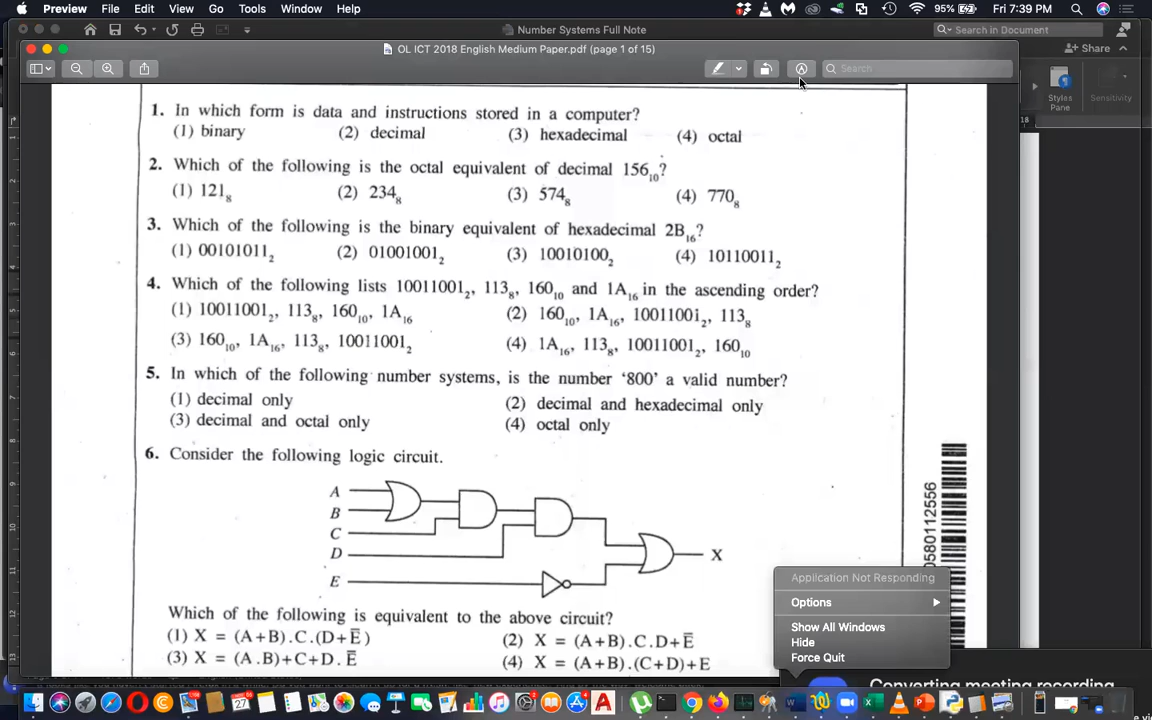 Preview File Edit View Go Tools Window Help 95% Fri 7:39 PM
Number Systems Full Note Search in Document
OL ICT 2018 English Medium Paper.pdf (page 1 of 15) Share
Search
Styles Pane Sensitivity
18
1. In which form is data and instructions stored in a computer?
(1) binary (2) decimal (3) hexadecimal (4) octal
2. Which of the following is the octal equivalent of decimal 156₁₀?
(1) 121₈ (2) 234₈ (3) 574₈ (4) 770₈
3. Which of the following is the binary equivalent of hexadecimal 2B₁₆?
(1) 00101011₂ (2) 01001001₂ (3) 10010100₂ (4) 10110011₂
4. Which of the following lists 10011001₂, 113₈, 160₁₀ and 1A₁₆ in the ascending order?
(1) 10011001₂, 113₈, 160₁₀, 1A₁₆ (2) 160₁₀, 1A₁₆, 10011001₂, 113₈
(3) 160₁₀, 1A₁₆, 113₈, 10011001₂ (4) 1A₁₆, 113₈, 10011001₂, 160₁₀
5. In which of the following number systems, is the number ‘800’ a valid number?
(1) decimal only (2) decimal and hexadecimal only
(3) decimal and octal only (4) octal only
6. Consider the following logic circuit.
A
B
C
D
E
X
0580112556
Which of the following is equivalent to the above circuit?
(1) X = (A+B).C.(D+E̅) (2) X = (A+B).C.D+E̅
(3) X = (A.B)+C+D.E̅ (4) X = (A+B).(C+D)+E
Application Not Responding
Options
Show All Windows
Hide
Force Quit
Converting meeting recording